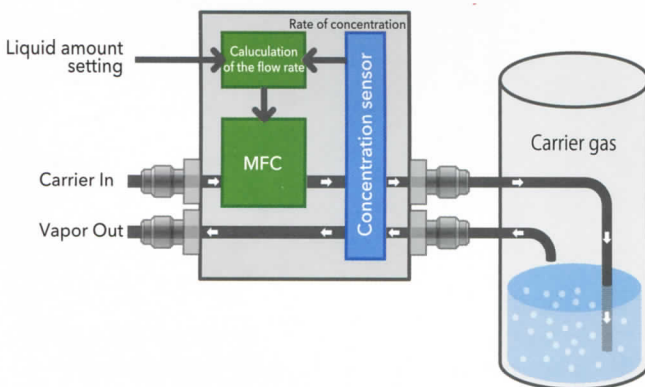 Rate of concentration
Liquid amount
setting
Caluculation
of the flow rate
Concentration sensor
MFC
Carrier gas
Carrier In
Vapor Out